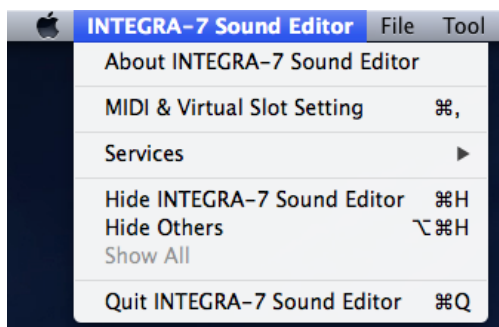 INTEGRA-7 Sound Editor File Tool
About INTEGRA-7 Sound Editor
MIDI & Virtual Slot Setting ⌘,
Services ▶
Hide INTEGRA-7 Sound Editor ⌘H
Hide Others ⌥⌘H
Show All
Quit INTEGRA-7 Sound Editor ⌘Q